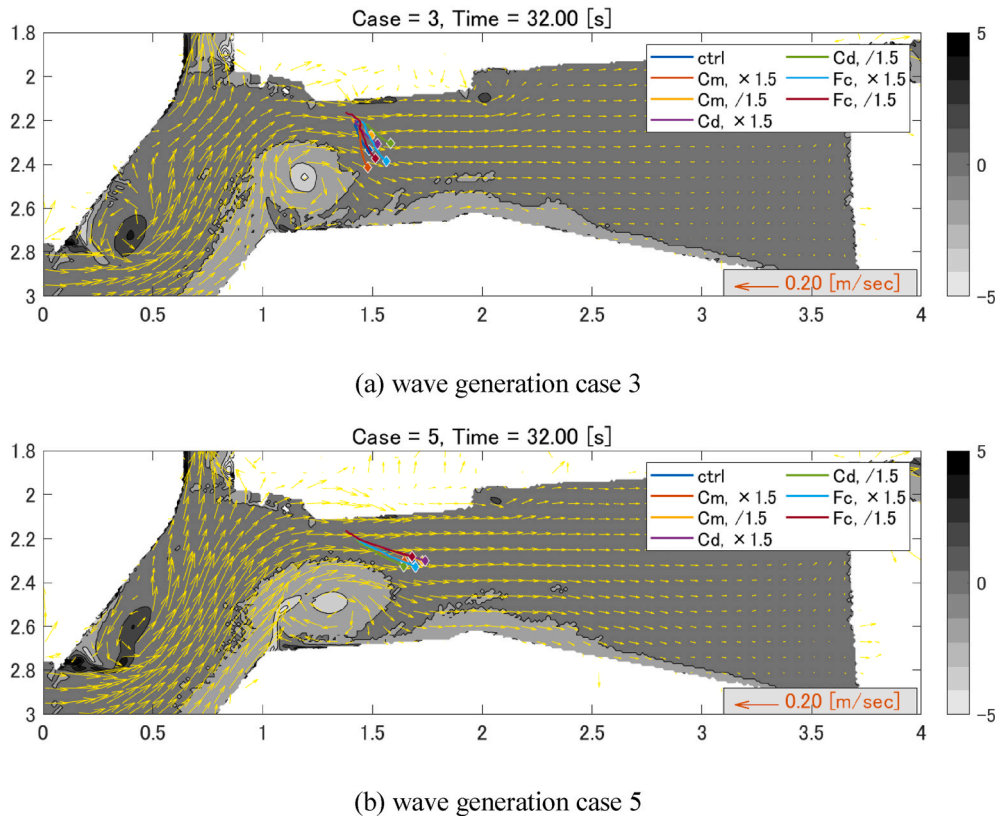 Case = 3, Time = 32.00 [s]
1.8
2
2.2
2.4
2.6
2.8
3
0
0.5
1
1.5
2
2.5
3
3.5
4
ctrl
Cm, ×1.5
Cm, /1.5
Cd, ×1.5
Cd, /1.5
Fc, ×1.5
Fc, /1.5
0.20 [m/sec]
5
0
-5
(a) wave generation case 3
Case = 5, Time = 32.00 [s]
1.8
2
2.2
2.4
2.6
2.8
3
0
0.5
1
1.5
2
2.5
3
3.5
4
ctrl
Cm, ×1.5
Cm, /1.5
Cd, ×1.5
Cd, /1.5
Fc, ×1.5
Fc, /1.5
0.20 [m/sec]
5
0
-5
(b) wave generation case 5